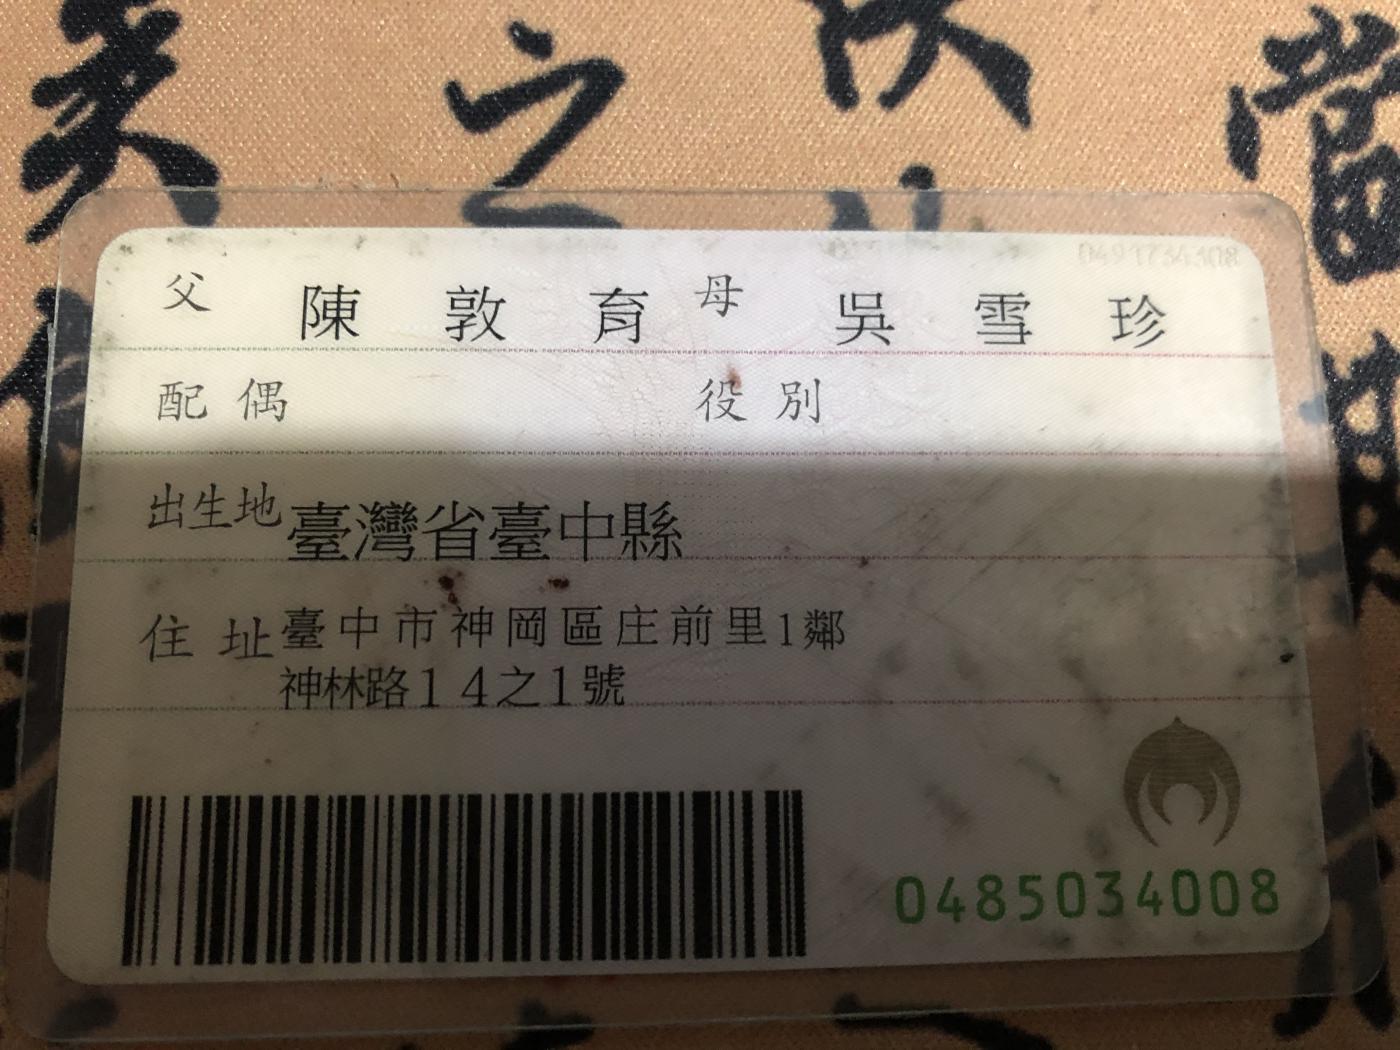 之
父 陳敦育 母 吳雪珍
配偶 役別
出生地 臺灣省臺中縣
住址 臺中市神岡區庄前里1鄰
神林路14之1號
0485034008